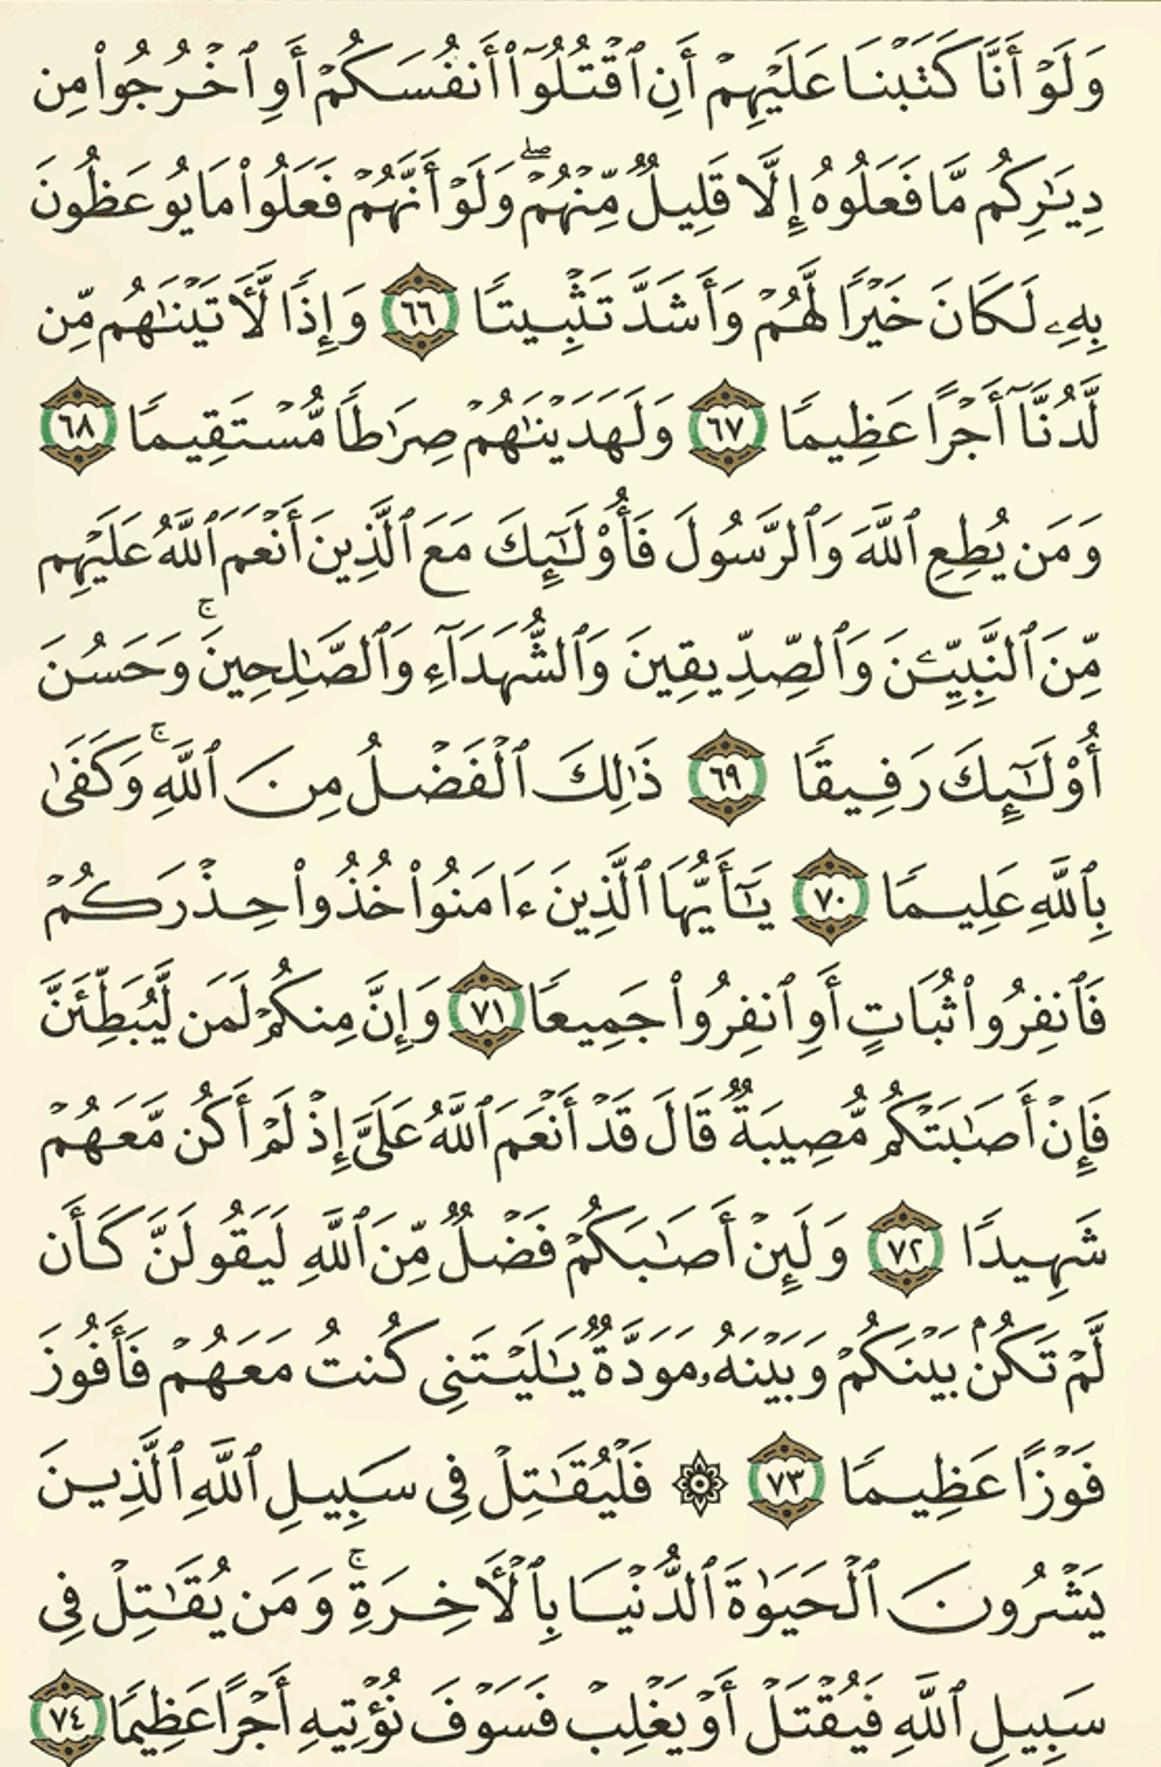 وَلَوْ أَنَّا كَتَبْنَا عَلَيْهِمْ أَنِ ٱقْتُلُوٓا۟ أَنفُسَكُمْ أَوِ ٱخْرُجُوا۟ مِن
دِيَـٰرِكُم مَّا فَعَلُوهُ إِلَّا قَلِيلٌ مِّنْهُمْ ۖ وَلَوْ أَنَّهُمْ فَعَلُوا۟ مَا يُوعَظُونَ
بِهِۦ لَكَانَ خَيْرًا لَّهُمْ وَأَشَدَّ تَثْبِيتًا ٦٦ وَإِذًا لَّـَٔاتَيْنَـٰهُم مِّن
لَّدُنَّآ أَجْرًا عَظِيمًا ٦٧ وَلَهَدَيْنَـٰهُمْ صِرَٰطًا مُّسْتَقِيمًا ٦٨
وَمَن يُطِعِ ٱللَّهَ وَٱلرَّسُولَ فَأُو۟لَـٰٓئِكَ مَعَ ٱلَّذِينَ أَنْعَمَ ٱللَّهُ عَلَيْهِم
مِّنَ ٱلنَّبِيِّـۧنَ وَٱلصِّدِّيقِينَ وَٱلشُّهَدَآءِ وَٱلصَّـٰلِحِينَ ۚ وَحَسُنَ
أُو۟لَـٰٓئِكَ رَفِيقًا ٦٩ ذَٰلِكَ ٱلْفَضْلُ مِنَ ٱللَّهِ ۚ وَكَفَىٰ
بِٱللَّهِ عَلِيمًا ٧٠ يَـٰٓأَيُّهَا ٱلَّذِينَ ءَامَنُوا۟ خُذُوا۟ حِذْرَكُمْ
فَٱنفِرُوا۟ ثُبَاتٍ أَوِ ٱنفِرُوا۟ جَمِيعًا ٧١ وَإِنَّ مِنكُمْ لَمَن لَّيُبَطِّئَنَّ
فَإِنْ أَصَـٰبَتْكُم مُّصِيبَةٌ قَالَ قَدْ أَنْعَمَ ٱللَّهُ عَلَىَّ إِذْ لَمْ أَكُن مَّعَهُمْ
شَهِيدًا ٧٢ وَلَئِنْ أَصَـٰبَكُمْ فَضْلٌ مِّنَ ٱللَّهِ لَيَقُولَنَّ كَأَن
لَّمْ تَكُنۢ بَيْنَكُمْ وَبَيْنَهُۥ مَوَدَّةٌ يَـٰلَيْتَنِى كُنتُ مَعَهُمْ فَأَفُوزَ
فَوْزًا عَظِيمًا ٧٣ ۞ فَلْيُقَـٰتِلْ فِى سَبِيلِ ٱللَّهِ ٱلَّذِينَ
يَشْرُونَ ٱلْحَيَوٰةَ ٱلدُّنْيَا بِٱلْـَٔاخِرَةِ ۚ وَمَن يُقَـٰتِلْ فِى
سَبِيلِ ٱللَّهِ فَيُقْتَلْ أَوْ يَغْلِبْ فَسَوْفَ نُؤْتِيهِ أَجْرًا عَظِيمًا ٧٤